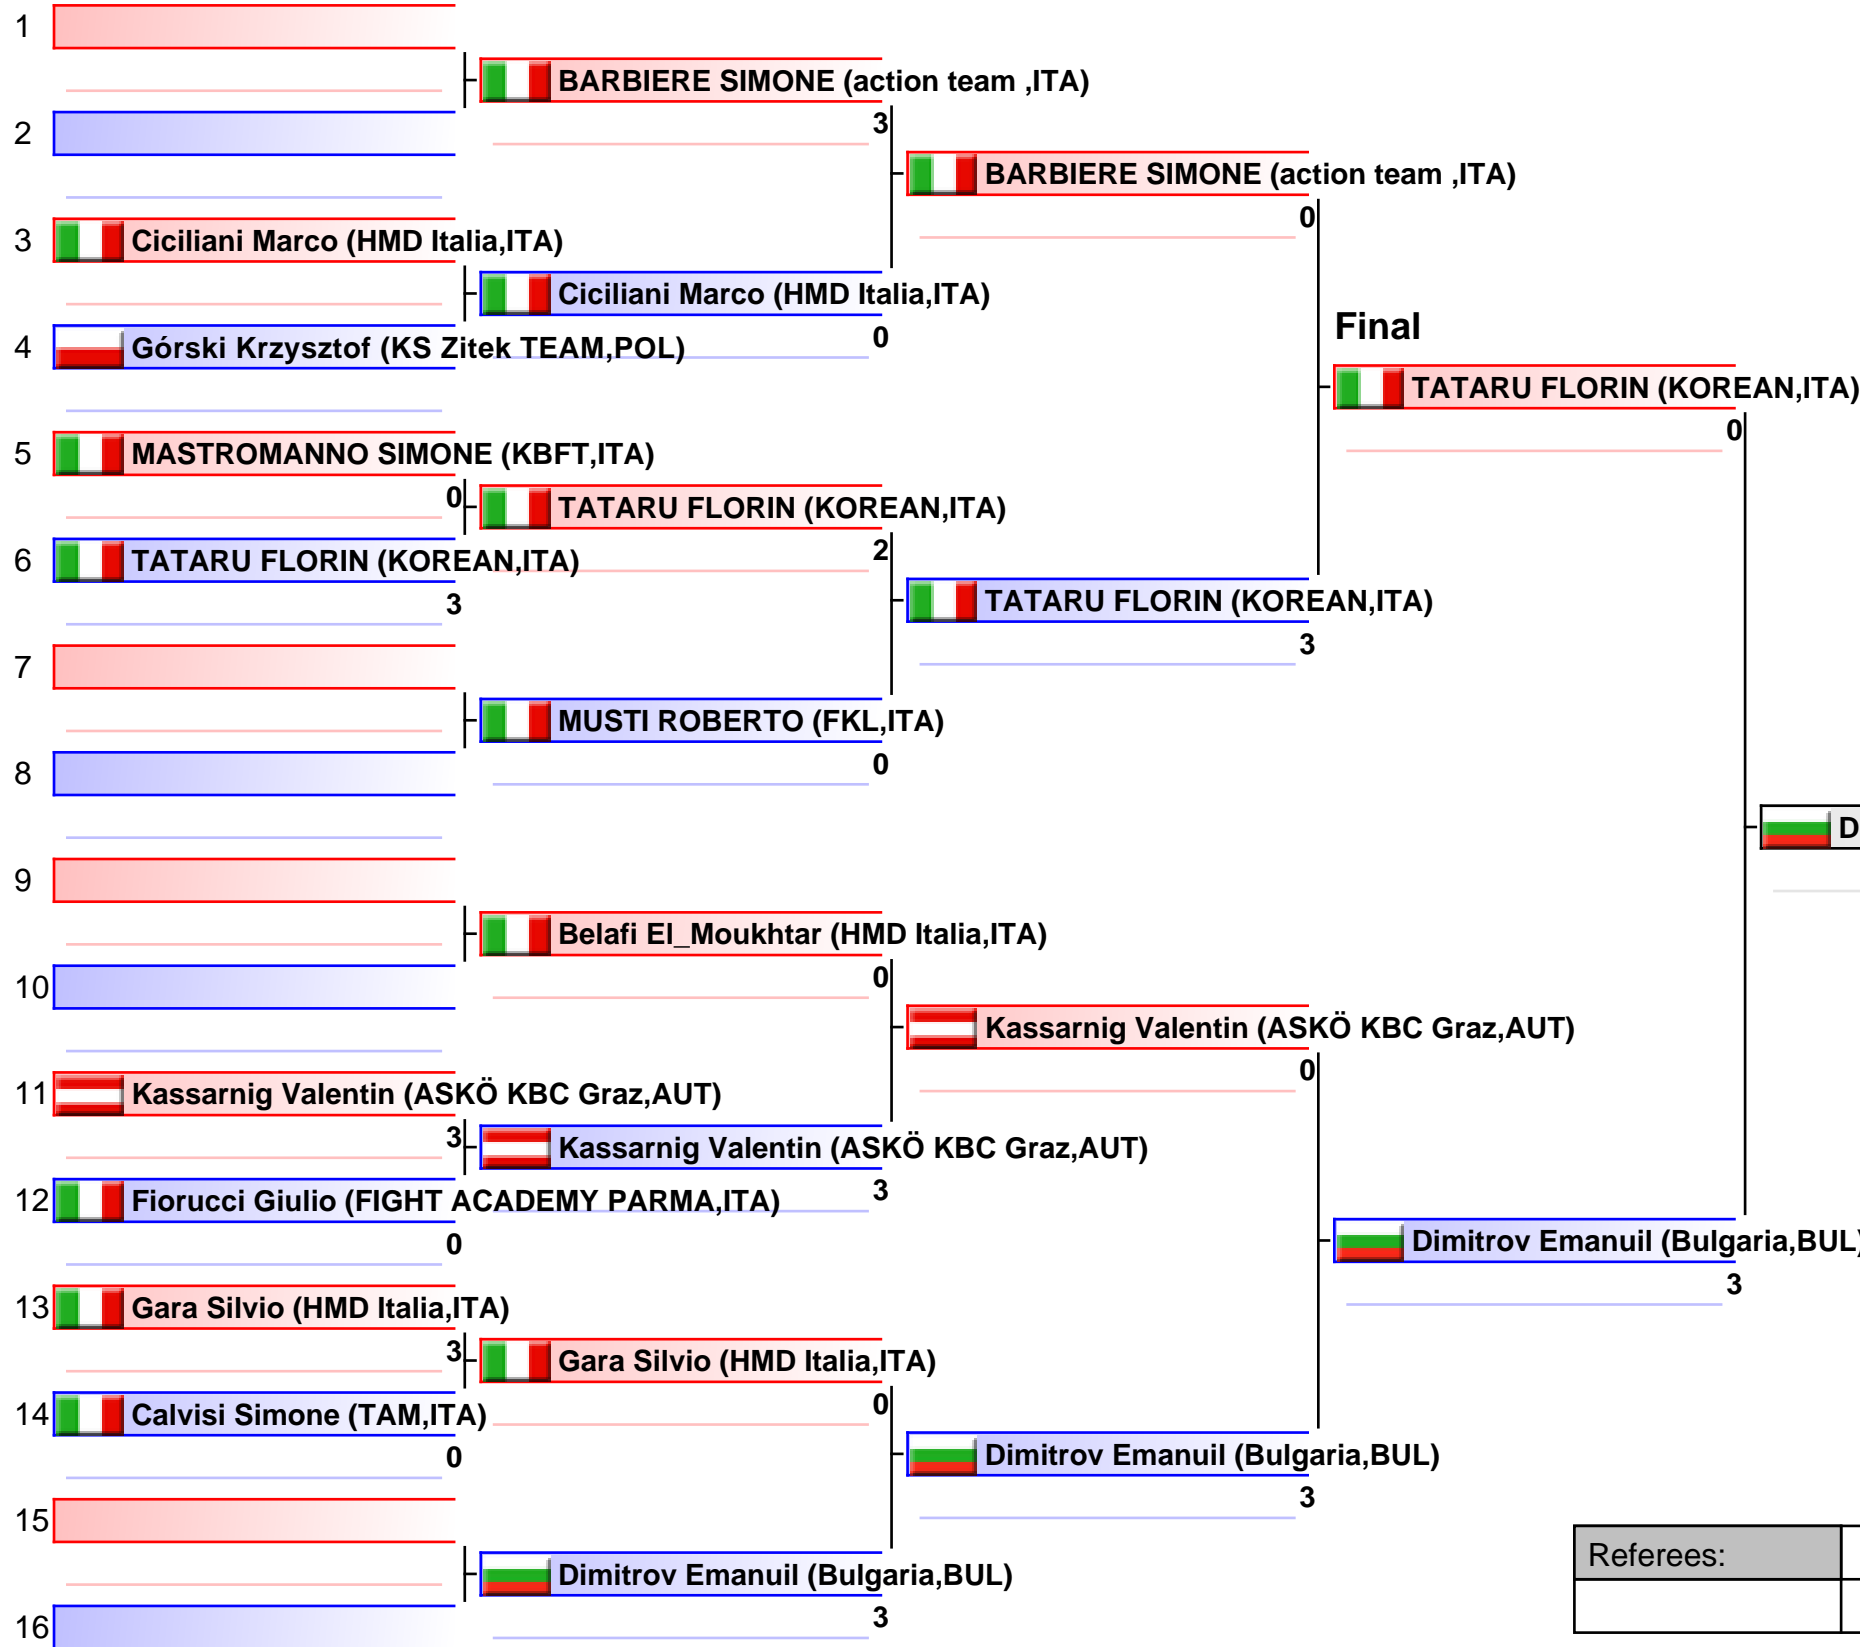 1
BARBIERE SIMONE (action team ,ITA)
3
2
BARBIERE SIMONE (action team ,ITA)
0
3 Ciciliani Marco (HMD Italia,ITA)
Ciciliani Marco (HMD Italia,ITA)
0
Final
4 Górski Krzysztof (KS Zitek TEAM,POL)
TATARU FLORIN (KOREAN,ITA)
0
5 MASTROMANNO SIMONE (KBFT,ITA)
0
TATARU FLORIN (KOREAN,ITA)
2
6 TATARU FLORIN (KOREAN,ITA)
3
TATARU FLORIN (KOREAN,ITA)
3
7
MUSTI ROBERTO (FKL,ITA)
0
8
D
9
Belafi El_Moukhtar (HMD Italia,ITA)
0
10
Kassarnig Valentin (ASKÖ KBC Graz,AUT)
0
11 Kassarnig Valentin (ASKÖ KBC Graz,AUT)
3
Kassarnig Valentin (ASKÖ KBC Graz,AUT)
3
12 Fiorucci Giulio (FIGHT ACADEMY PARMA,ITA)
0
Dimitrov Emanuil (Bulgaria,BUL)
3
13 Gara Silvio (HMD Italia,ITA)
3
Gara Silvio (HMD Italia,ITA)
0
14 Calvisi Simone (TAM,ITA)
0
Dimitrov Emanuil (Bulgaria,BUL)
3
15
Referees:
Dimitrov Emanuil (Bulgaria,BUL)
3
16